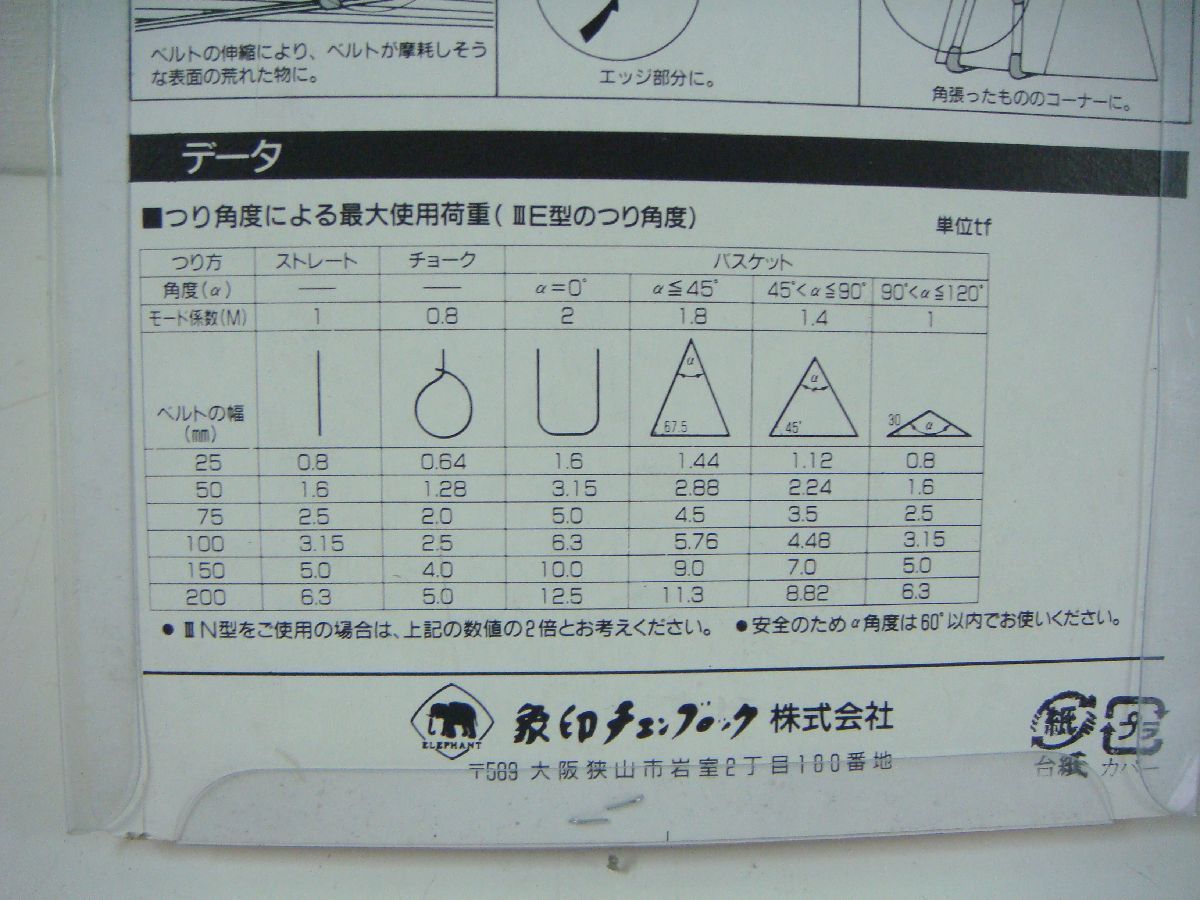 ベルトの伸縮により、ベルトが摩耗しそう
な表面の荒れた物に。
エッジ部分に。
角張ったもののコーナーに。
データ
■つり角度による最大使用荷重(ⅢE型のつり角度)
単位tf
つり方 ストレート チョーク バスケット
角度(α) — — α=0° α≦45° 45°<α≦90° 90°<α≦120°
モード係数(M) 1 0.8 2 1.8 1.4 1
α α α
67.5 45° 30
ベルトの幅
(㎜)
25 0.8 0.64 1.6 1.44 1.12 0.8
50 1.6 1.28 3.15 2.88 2.24 1.6
75 2.5 2.0 5.0 4.5 3.5 2.5
100 3.15 2.5 6.3 5.76 4.48 3.15
150 5.0 4.0 10.0 9.0 7.0 5.0
200 6.3 5.0 12.5 11.3 8.82 6.3
●ⅢN型をご使用の場合は、上記の数値の2倍とお考えください。 ●安全のためα角度は60°以内でお使いください。
ELEPHANT
象印チェンブロック 株式会社
〒589 大阪狭山市岩室2丁目180番地
紙 プラ
台紙 カバー